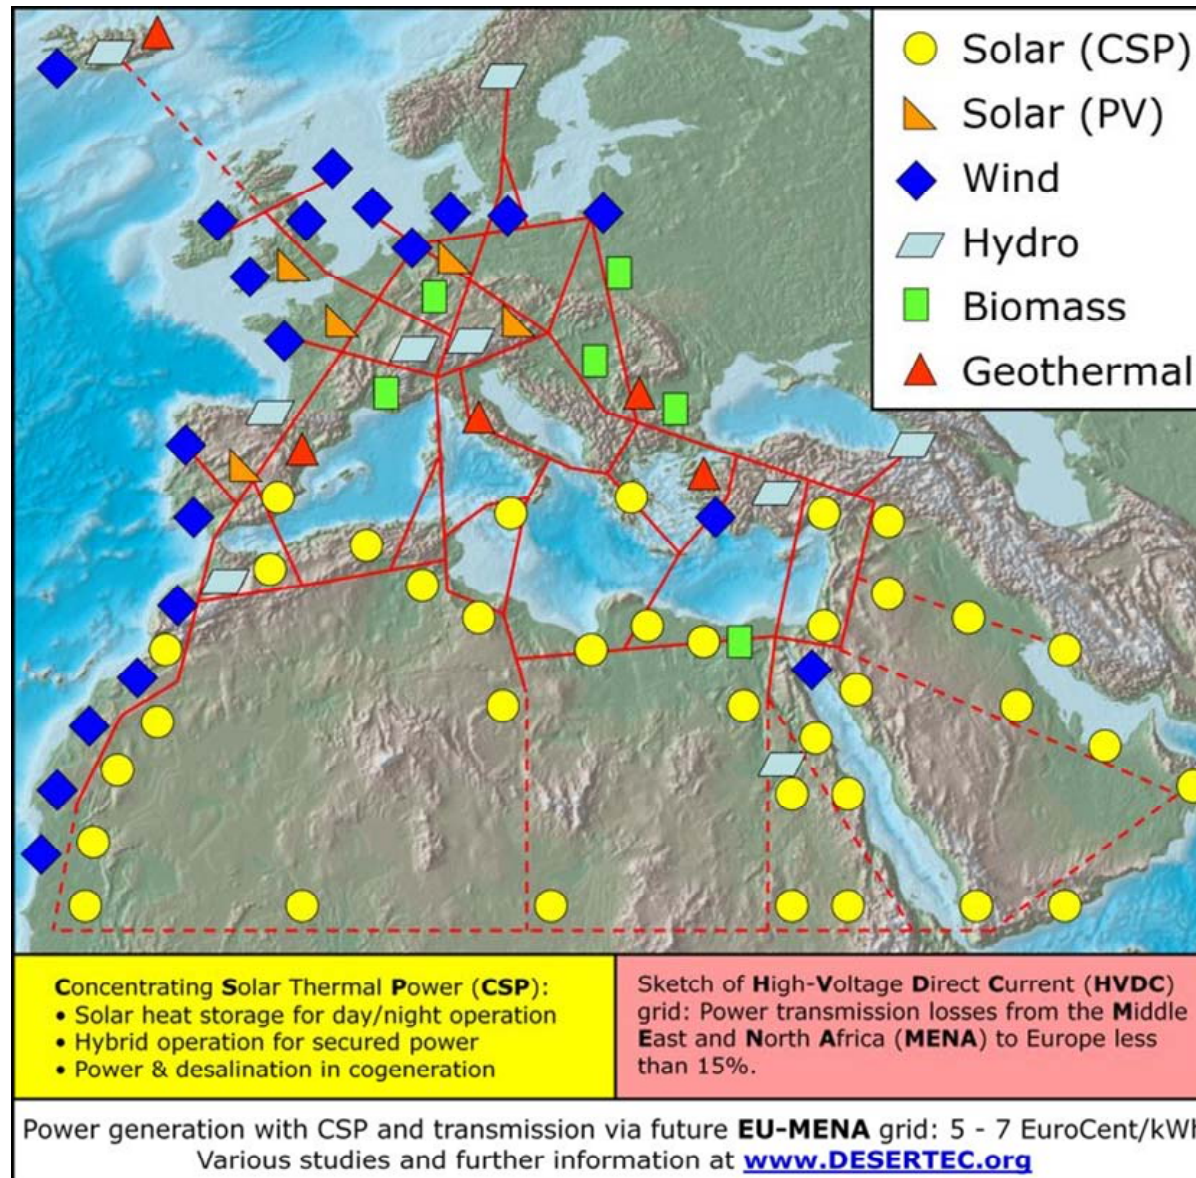 Solar (CSP)
Solar (PV)
Wind
Hydro
Biomass
Geothermal
Concentrating Solar Thermal Power (CSP):
• Solar heat storage for day/night operation
• Hybrid operation for secured power
• Power & desalination in cogeneration
Sketch of High-Voltage Direct Current (HVDC)
grid: Power transmission losses from the Middle
East and North Africa (MENA) to Europe less
than 15%.
Power generation with CSP and transmission via future EU-MENA grid: 5 - 7 EuroCent/kWh
Various studies and further information at www.DESERTEC.org